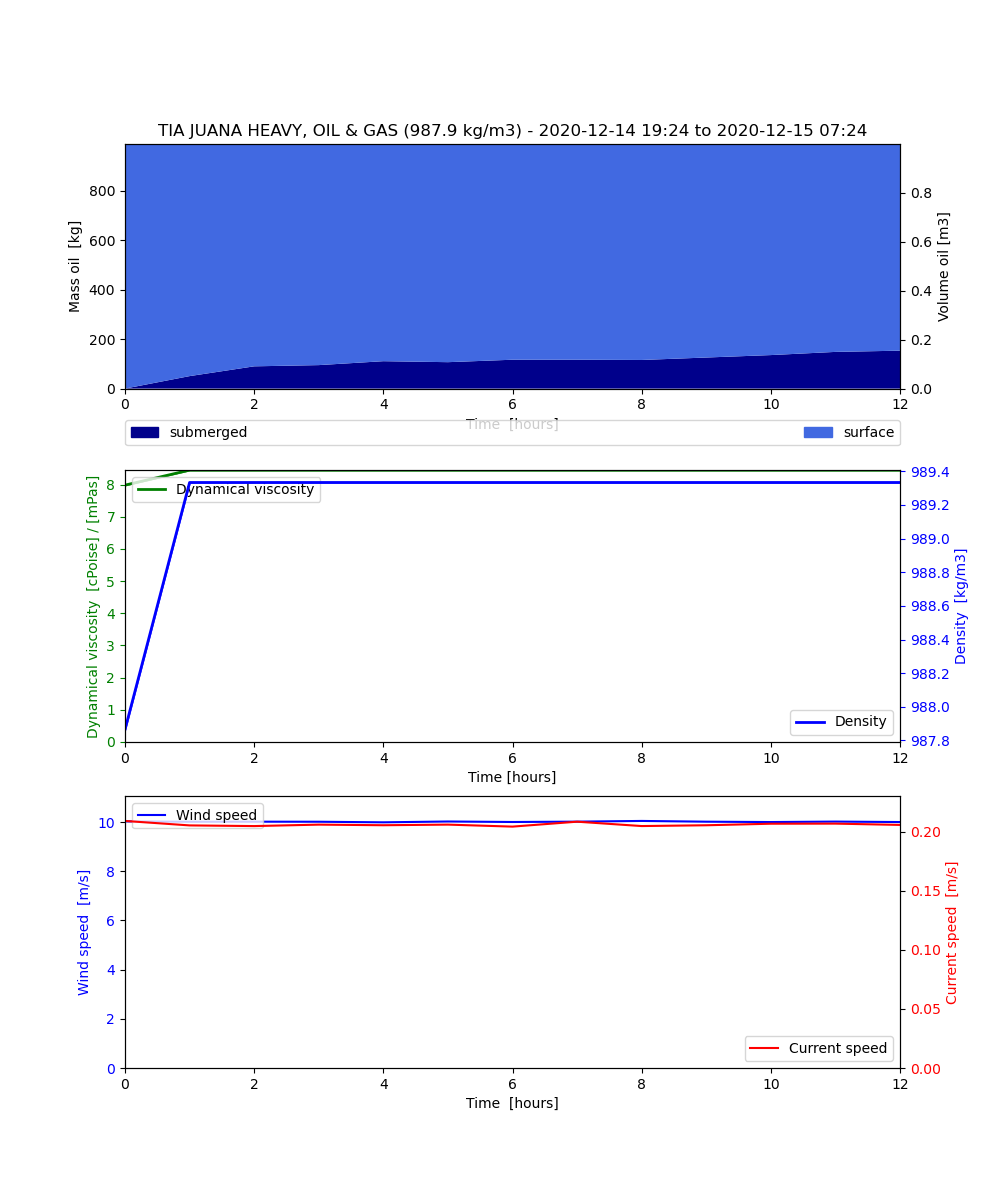 TIA JUANA HEAVY, OIL & GAS (987.9 kg/m3) - 2020-12-14 19:24 to 2020-12-15 07:24
Mass oil [kg]
800
600
400
200
0
Volume oil [m3]
0.8
0.6
0.4
0.2
0.0
0 2 4 6 8 10 12
Time [hours]
submerged surface
Dynamical viscosity [cPoise] / [mPas]
8
7
6
5
4
3
2
1
0
Dynamical viscosity
989.4
989.2
989.0
988.8
988.6
988.4
988.2
988.0
987.8
Density [kg/m3]
Density
0 2 4 6 8 10 12
Time [hours]
Wind speed [m/s]
10
8
6
4
2
0
Wind speed
0.20
0.15
0.10
0.05
0.00
Current speed [m/s]
Current speed
0 2 4 6 8 10 12
Time [hours]